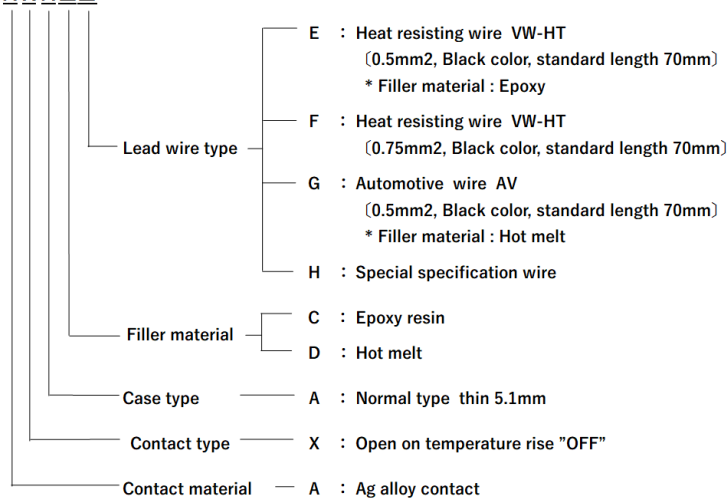 E : Heat resisting wire VW-HT
〔0.5mm2, Black color, standard length 70mm〕
* Filler material : Epoxy
F : Heat resisting wire VW-HT
Lead wire type
〔0.75mm2, Black color, standard length 70mm〕
G : Automotive wire AV
〔0.5mm2, Black color, standard length 70mm〕
* Filler material : Hot melt
H : Special specification wire
C : Epoxy resin
Filler material
D : Hot melt
Case type A : Normal type thin 5.1mm
Contact type X : Open on temperature rise ”OFF”
Contact material A : Ag alloy contact